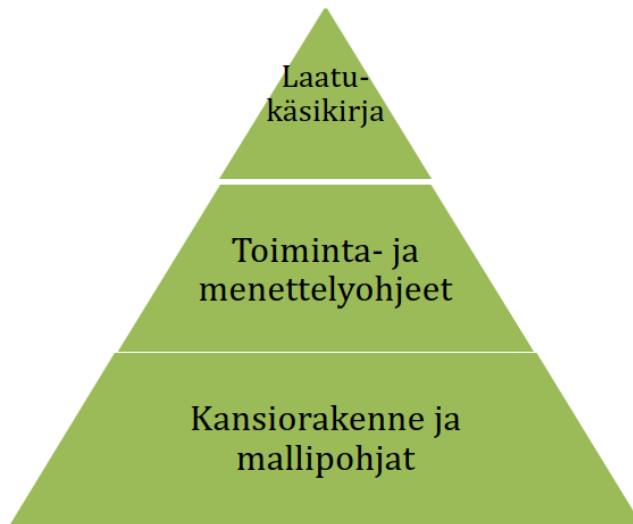 Laatu-
käsikirja
Toiminta- ja
menettelyohjeet
Kansiorakenne ja
mallipohjat